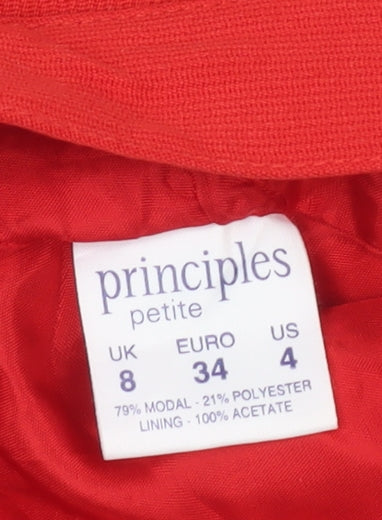 principles
petite
UK EURO US
8 34 4
79% MODAL - 21% POLYESTER
LINING - 100% ACETATE